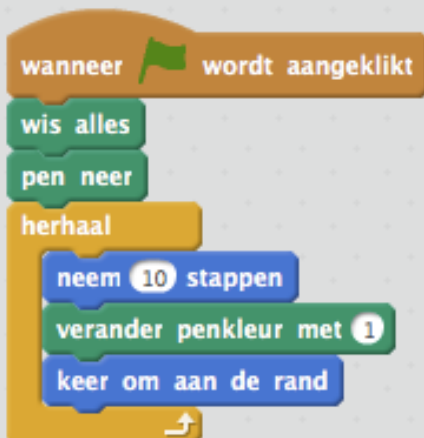 wanneer wordt aangeklikt
wis alles
pen neer
herhaal
neem 10 stappen
verander penkleur met 1
keer om aan de rand